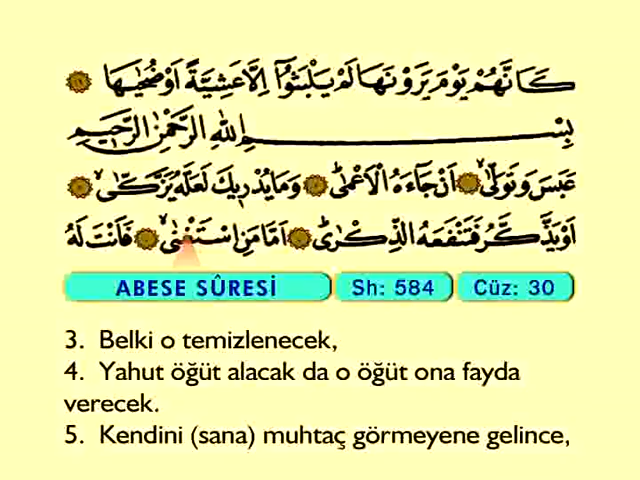 كَاَنَّهُمْ يَوْمَ يَرَوْنَهَا لَمْ يَلْبَثُٓوا اِلَّا عَشِيَّةً اَوْ ضُحٰيهَا
بِسْمِ اللّٰهِ الرَّحْمٰنِ الرَّحٖيمِ
عَبَسَ وَتَوَلّٰىۙ اَنْ جَٓاءَهُ الْاَعْمٰىؕ وَمَا يُدْرٖيكَ لَعَلَّهُ يَزَّكّٰىۙ
اَوْ يَذَّكَّرُ فَتَنْفَعَهُ الذِّكْرٰىؕ اَمَّا مَنِ اسْتَغْنٰىۙ فَاَنْتَ لَهُ
ABESE SÛRESİ Sh: 584 Cüz: 30
3. Belki o temizlenecek,
4. Yahut öğüt alacak da o öğüt ona fayda
verecek.
5. Kendini (sana) muhtaç görmeyene gelince,